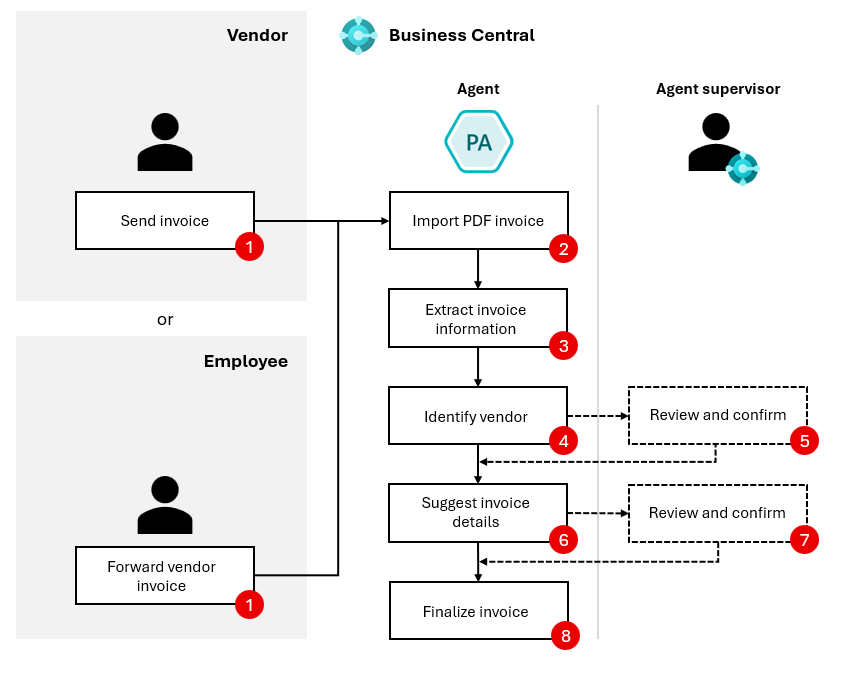 Vendor
Business Central
Agent
Agent supervisor
PA
Send invoice
1
Import PDF invoice
2
or
Extract invoice
information
3
Employee
Identify vendor
4
Review and confirm
5
Suggest invoice
details
6
Review and confirm
7
Forward vendor
invoice
1
Finalize invoice
8